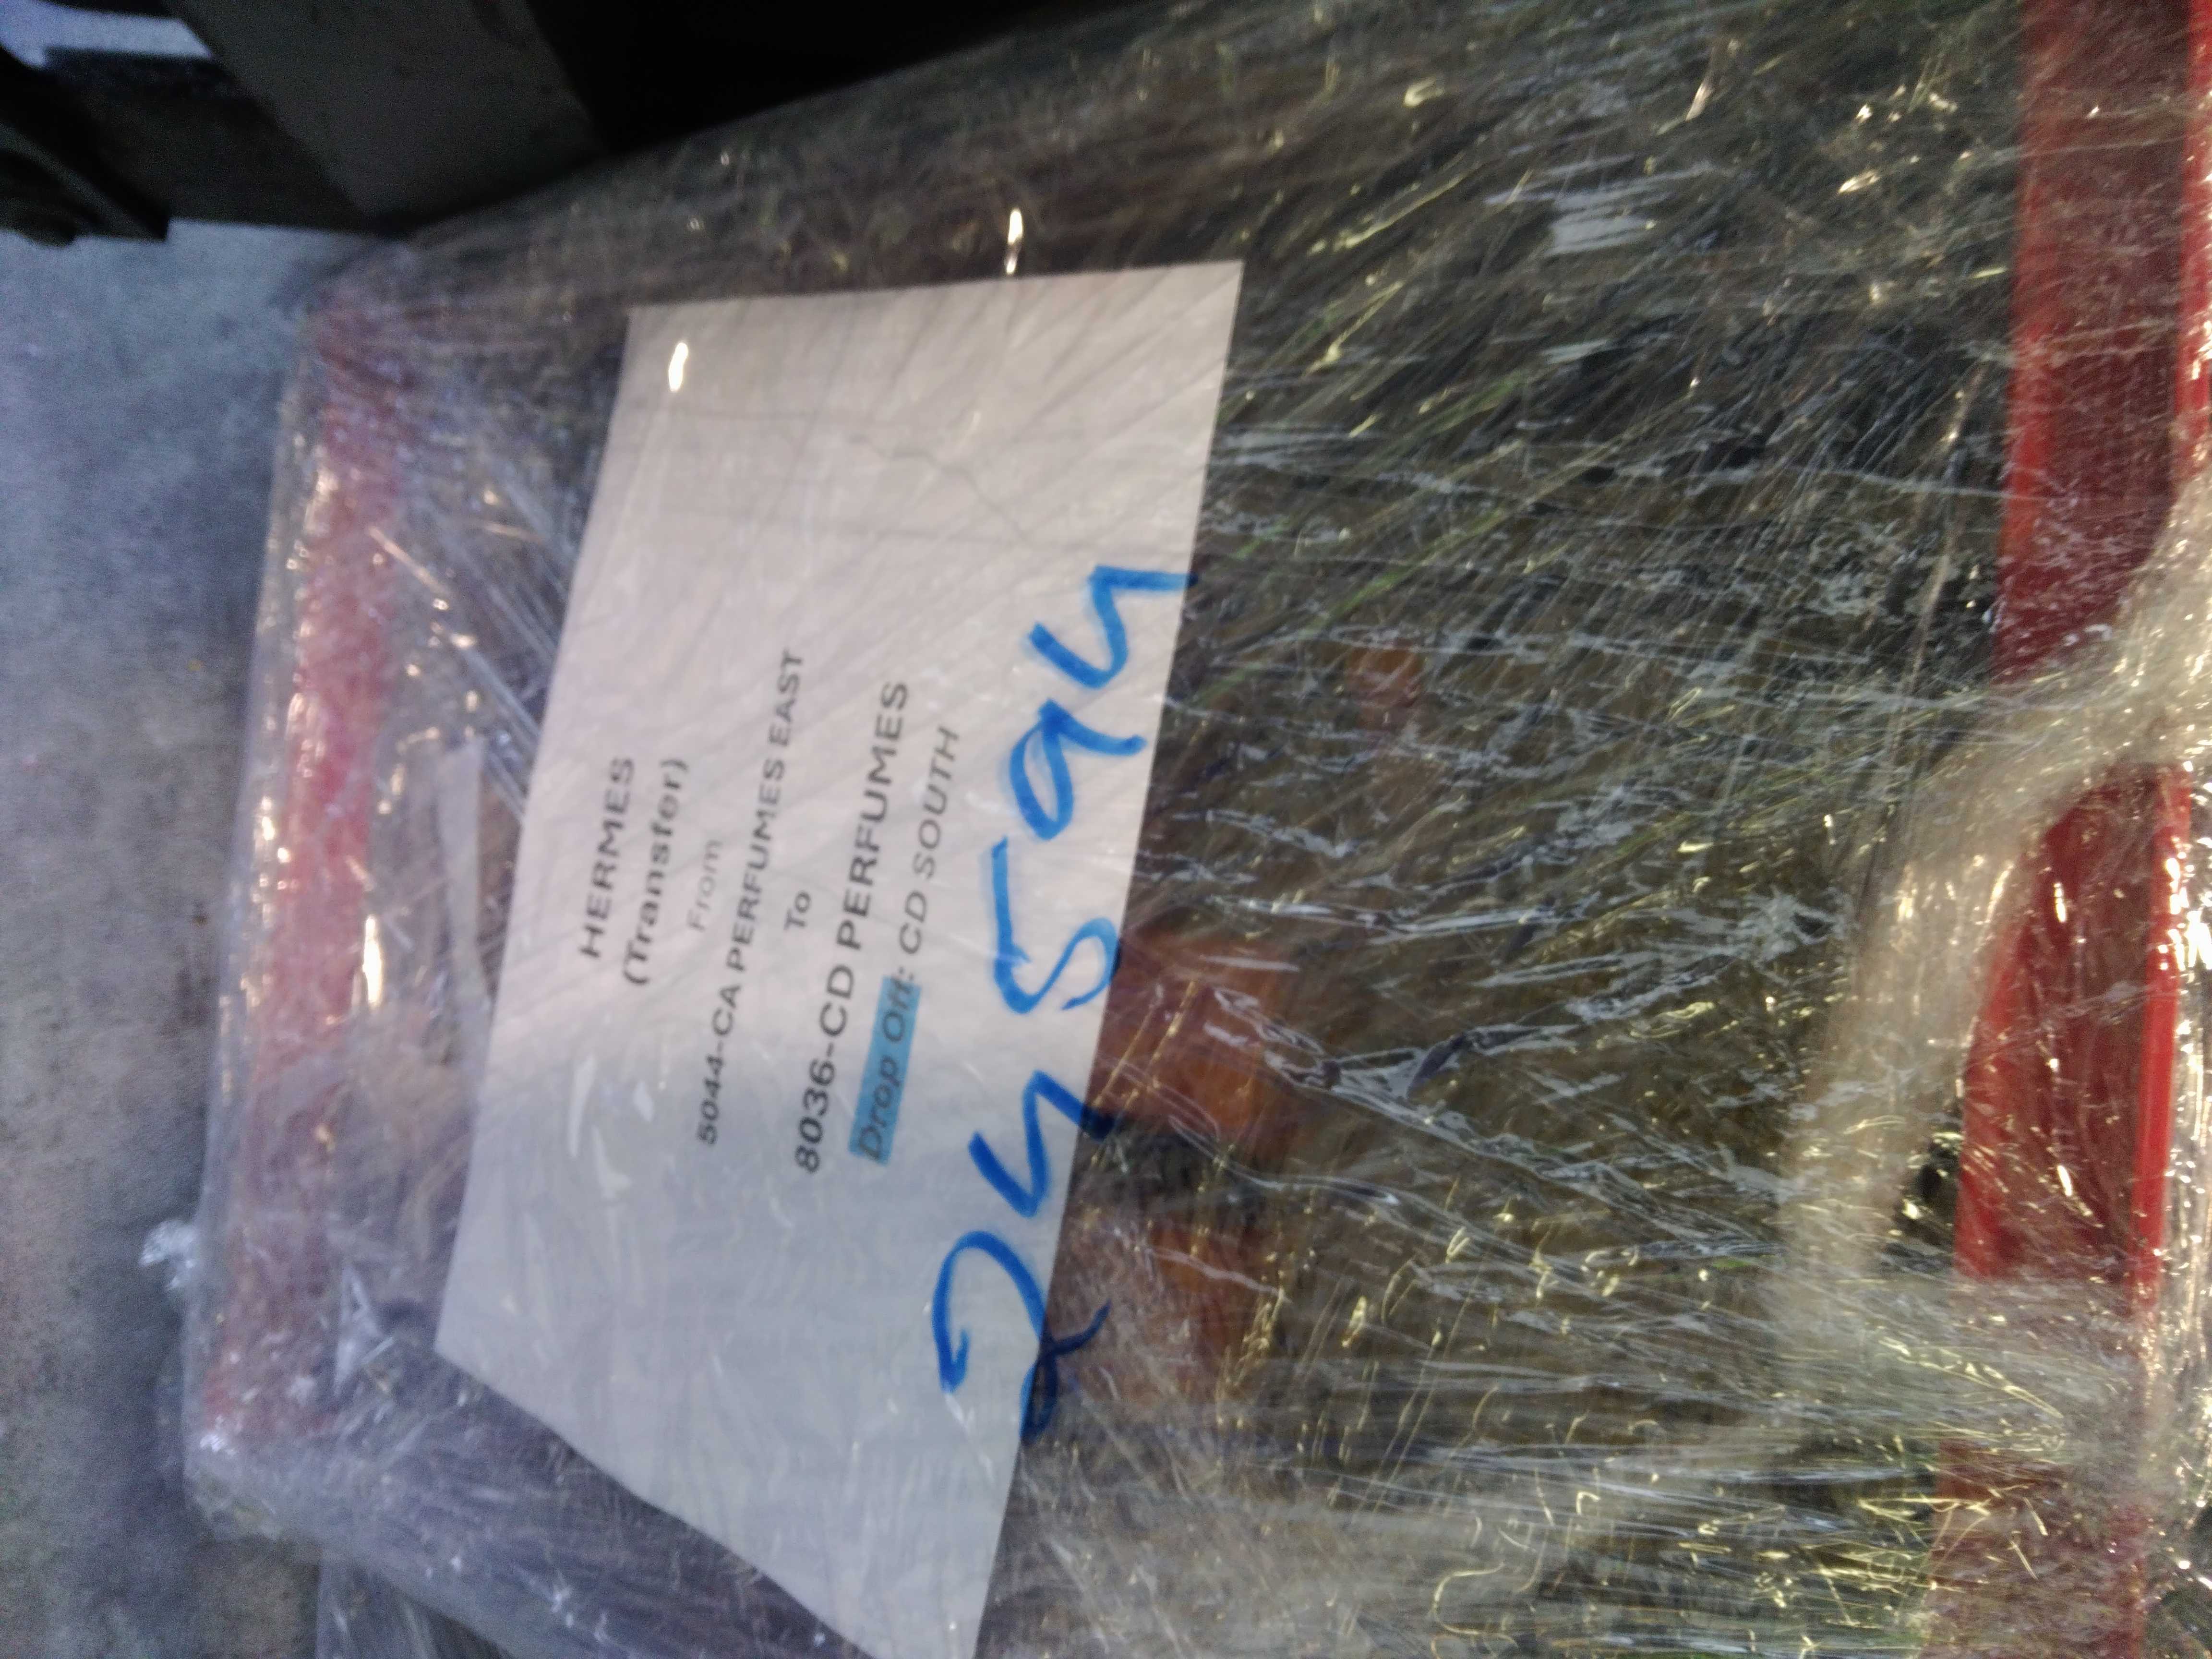 HERMES
(Transfer)
From
5044-CA PERFUMES EAST
To
8036-CD PERFUMES
Drop Off: CD SOUTH
24594